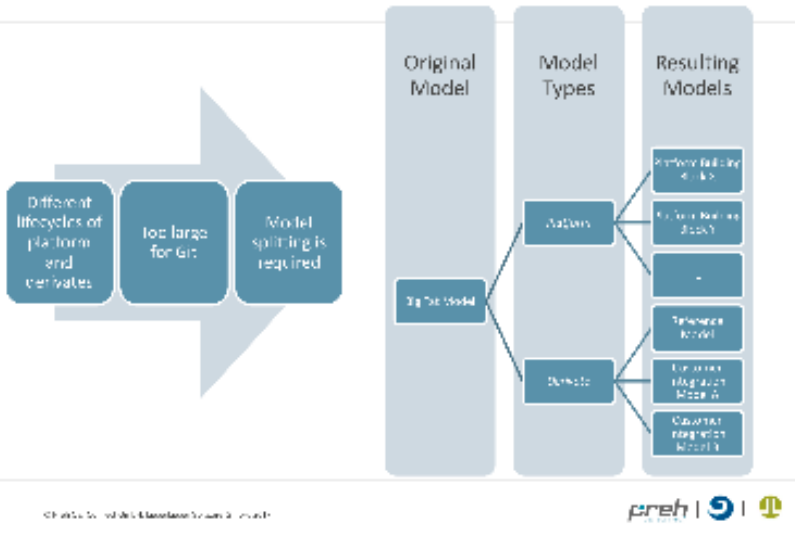 Different
lifecycles of
platform
and
derivates
Too large
for Git
Model
splitting is
required
Original
Model
Model
Types
Resulting
Models
Big Fat Model
Platform
Derivate
Platform Building
Block
Platform Building
Block Y
Reference
Model
Customer
Integration
Model A
Customer
Integration
Model
preh